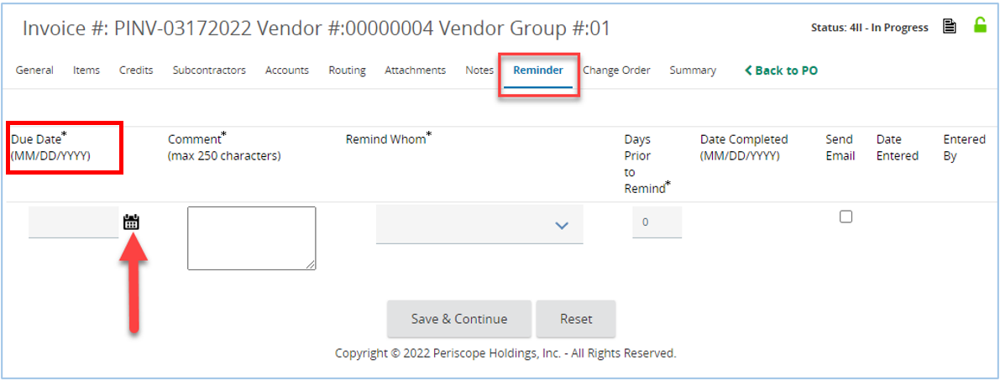 Invoice #: PINV-03172022 Vendor #:00000004 Vendor Group #:01
Status: 4II - In Progress
General Items Credits Subcontractors Accounts Routing Attachments Notes Reminder Change Order Summary Back to PO
Due Date* Comment* Remind Whom* Days Date Completed Send Date Entered
(MM/DD/YYYY) (max 250 characters) Prior (MM/DD/YYYY) Email Entered By
to
Remind*
0
Save & Continue Reset
Copyright © 2022 Periscope Holdings, Inc. - All Rights Reserved.